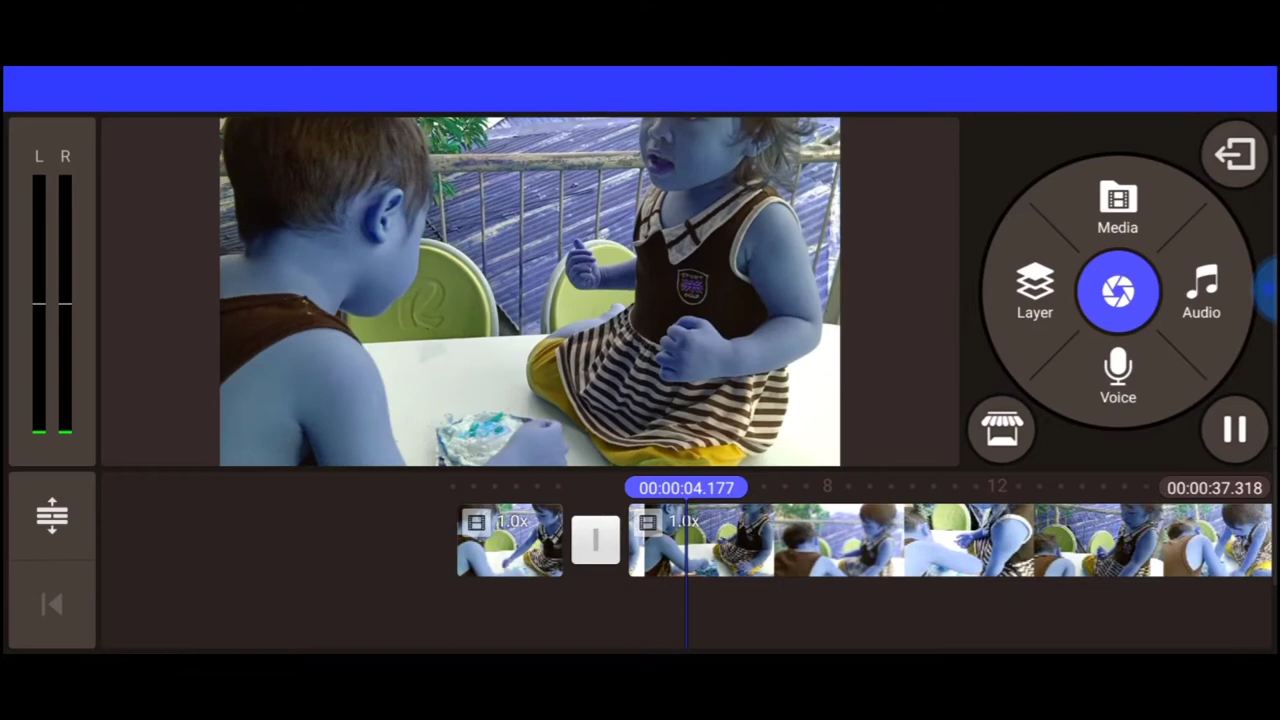 L R
Media
Layer
Audio
Voice
00:00:04.177
8
12
00:00:37.318
1.0x
1.0x